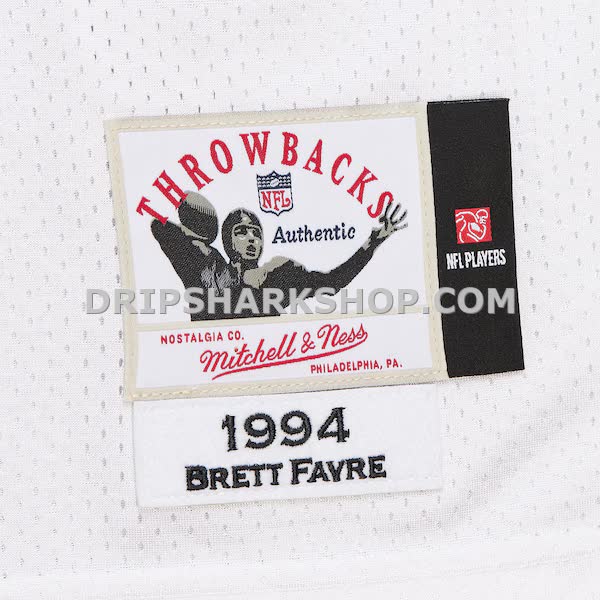 THROWBACKS
NFL
Authentic
NFL PLAYERS
DRIPSHARKSHOP.COM
NOSTALGIA CO.
Mitchell & Ness
PHILADELPHIA, PA.
1994
BRETT FAVRE